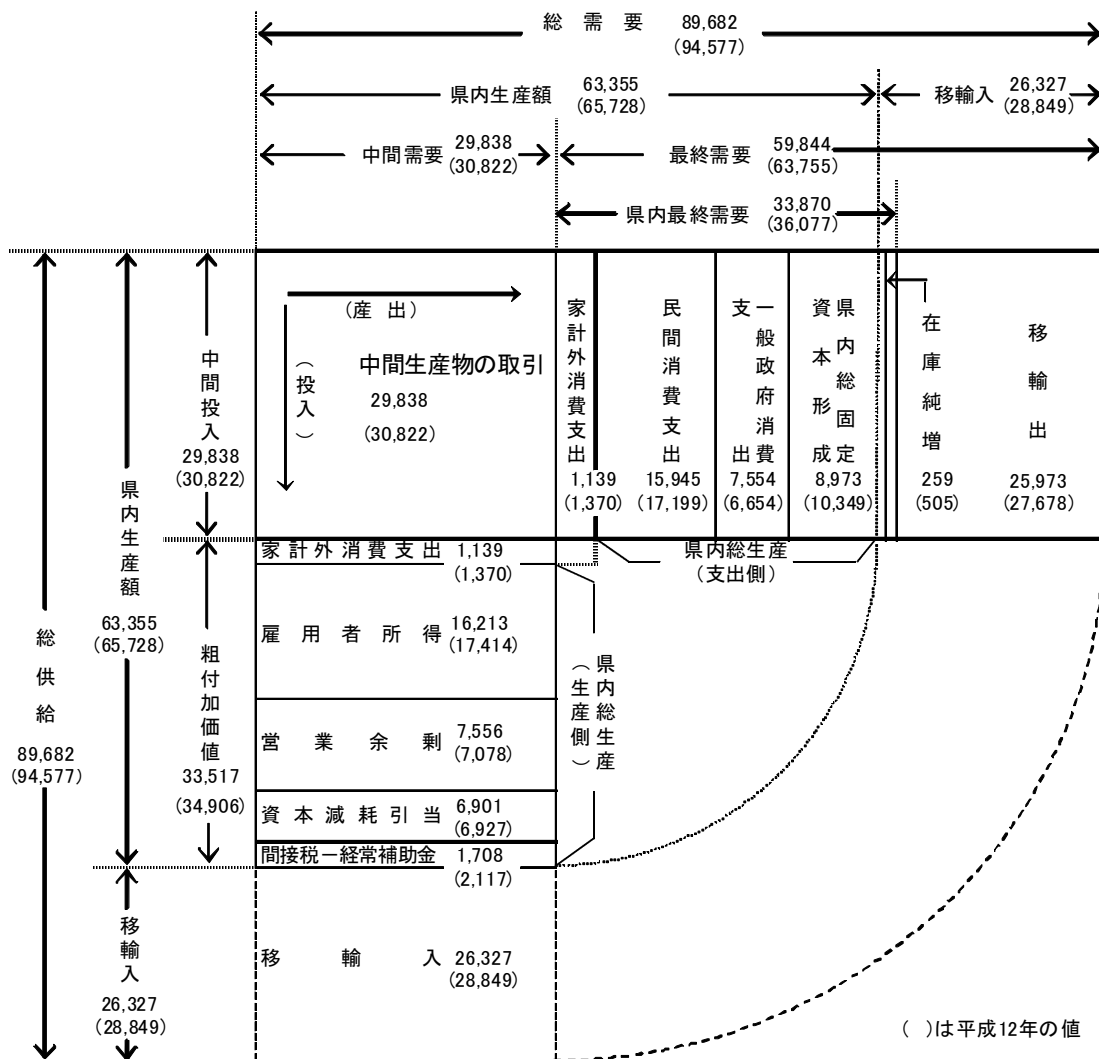 総需要 89,682
(94,577)
県内生産額 63,355
(65,728)
移輸入 26,327
(28,849)
中間需要 29,838
(30,822)
最終需要 59,844
(63,755)
県内最終需要 33,870
(36,077)
(産出)
(投入)
中間生産物の取引
29,838
(30,822)
家計外消費支出
1,139
(1,370)
民間消費支出
15,945
(17,199)
一般政府消費
支出
7,554
(6,654)
県内総固定
資本形成
8,973
(10,349)
在庫純増
259
(505)
移輸出
25,973
(27,678)
総供給
89,682
(94,577)
県内生産額
63,355
(65,728)
中間投入
29,838
(30,822)
粗付加価値
33,517
(34,906)
移輸入
26,327
(28,849)
家計外消費支出 1,139
(1,370)
雇用者所得 16,213
(17,414)
営業余剰 7,556
(7,078)
資本減耗引当 6,901
(6,927)
間接税－経常補助金 1,708
(2,117)
移輸入 26,327
(28,849)
県内総生産
(支出側)
県内総生産
(生産側)
( )は平成12年の値